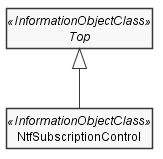 «InformationObjectClass»
Top
«InformationObjectClass»
NtfSubscriptionControl